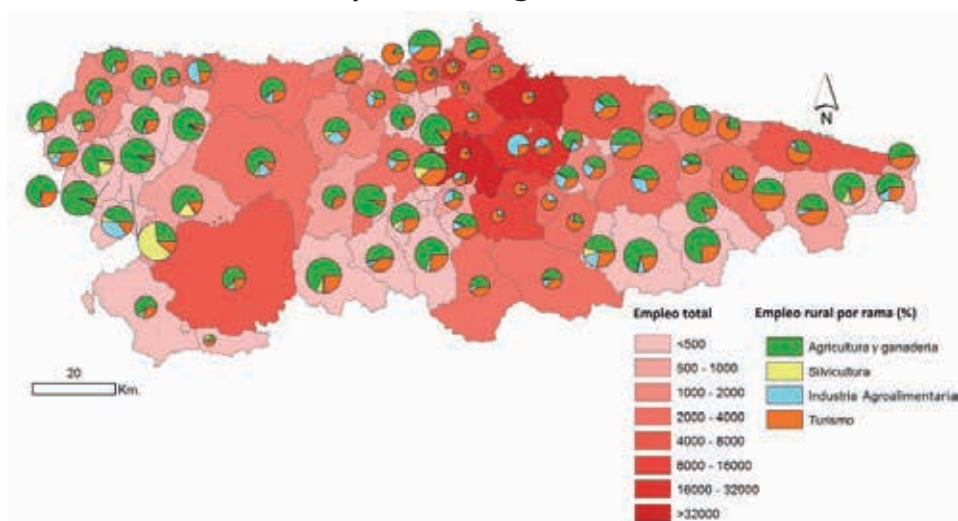 N
Empleo total
<500
500 - 1000
1000 - 2000
2000 - 4000
4000 - 8000
8000 - 16000
16000 - 32000
>32000
Empleo rural por rama (%)
Agricultura y ganadería
Silvicultura
Industria Agroalimentaria
Turismo
20
Km.